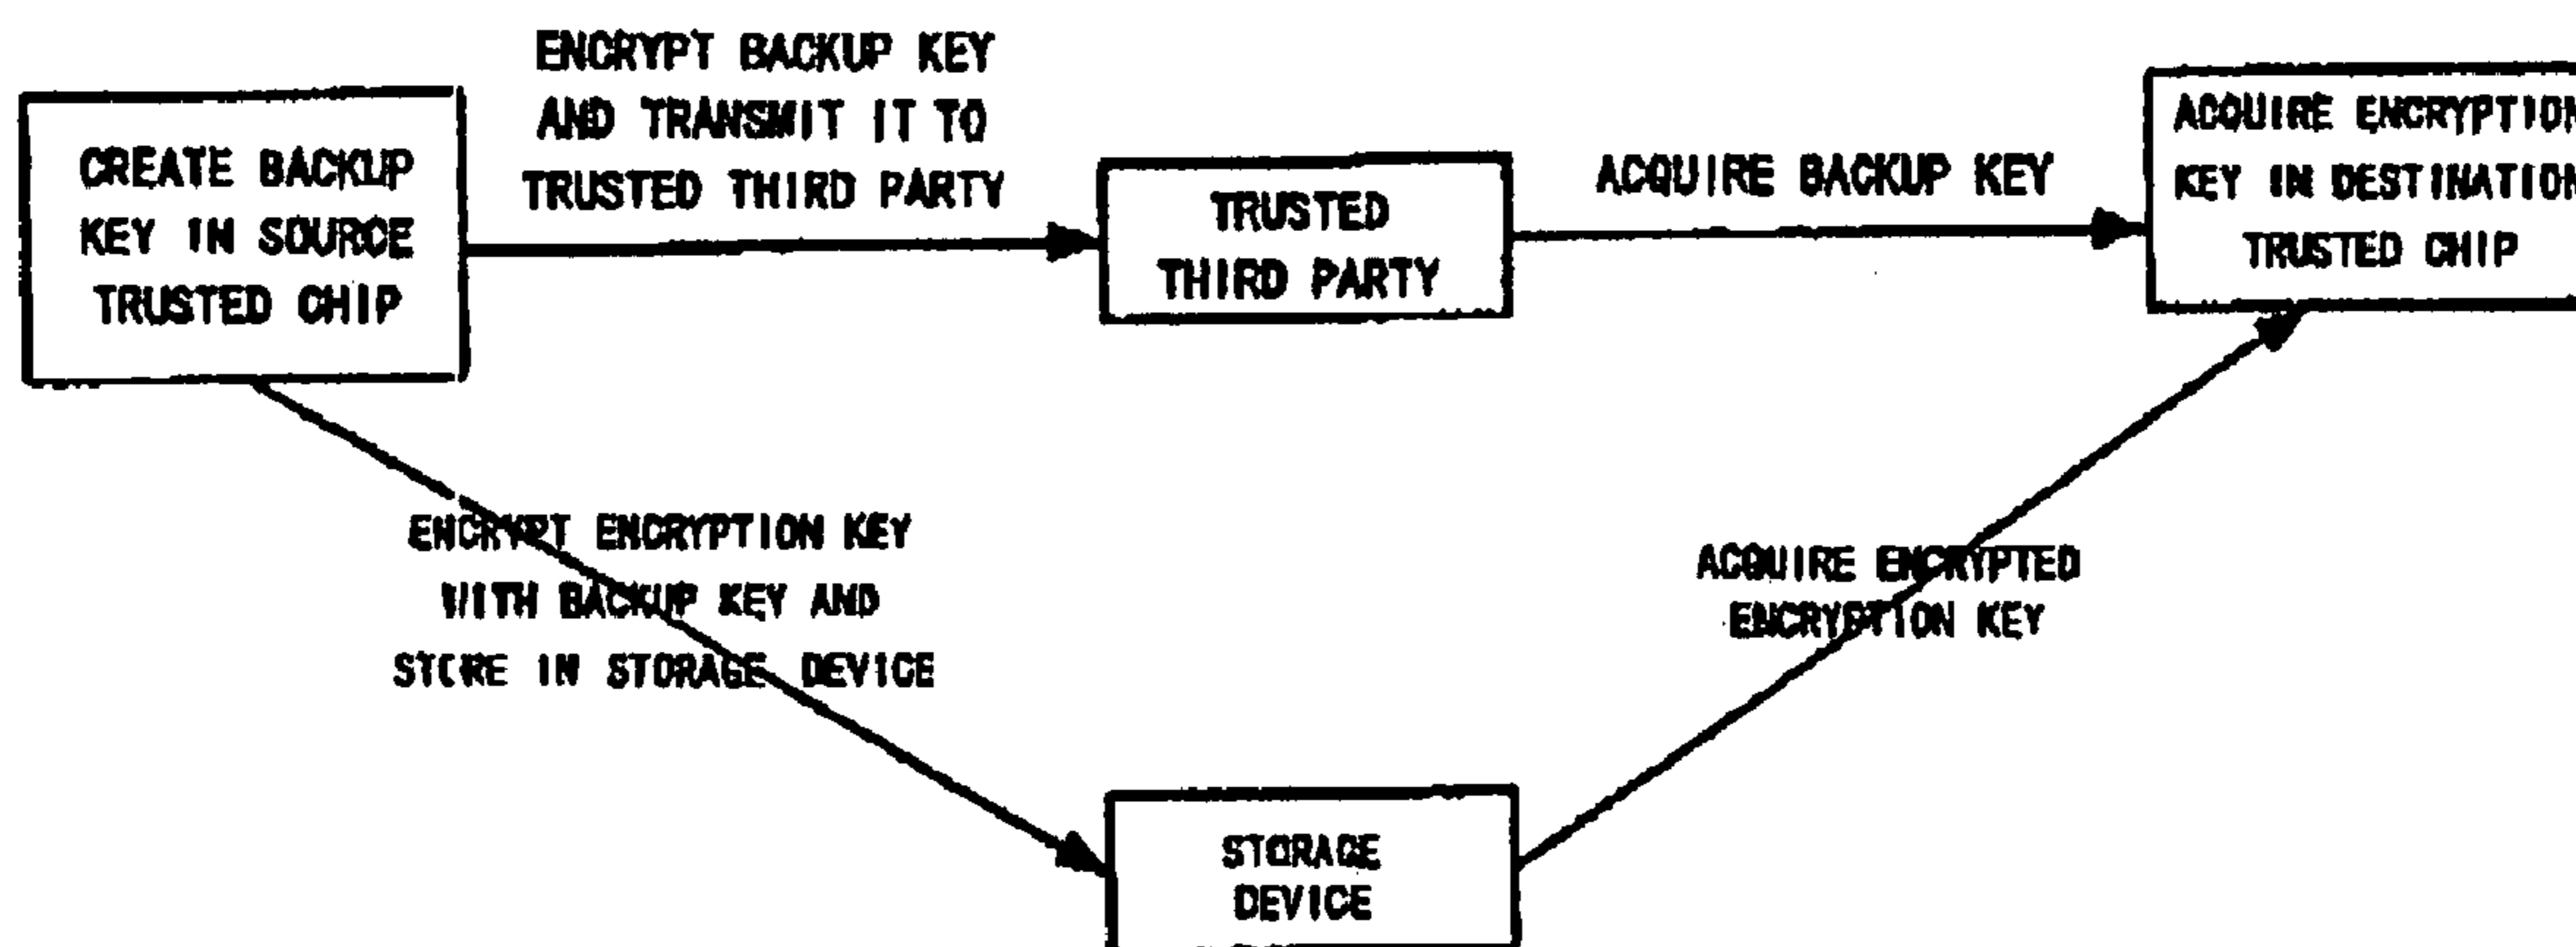 ENCRYPT BACKUP KEY
AND TRANSMIT IT TO
TRUSTED THIRD PARTY
CREATE BACKUP
KEY IN SOURCE
TRUSTED CHIP
TRUSTED
THIRD PARTY
ACQUIRE BACKUP KEY
ACQUIRE ENCRYPTION
KEY IN DESTINATION
TRUSTED CHIP
ENCRYPT ENCRYPTION KEY
WITH BACKUP KEY AND
STORE IN STORAGE DEVICE
ACQUIRE ENCRYPTED
ENCRYPTION KEY
STORAGE
DEVICE